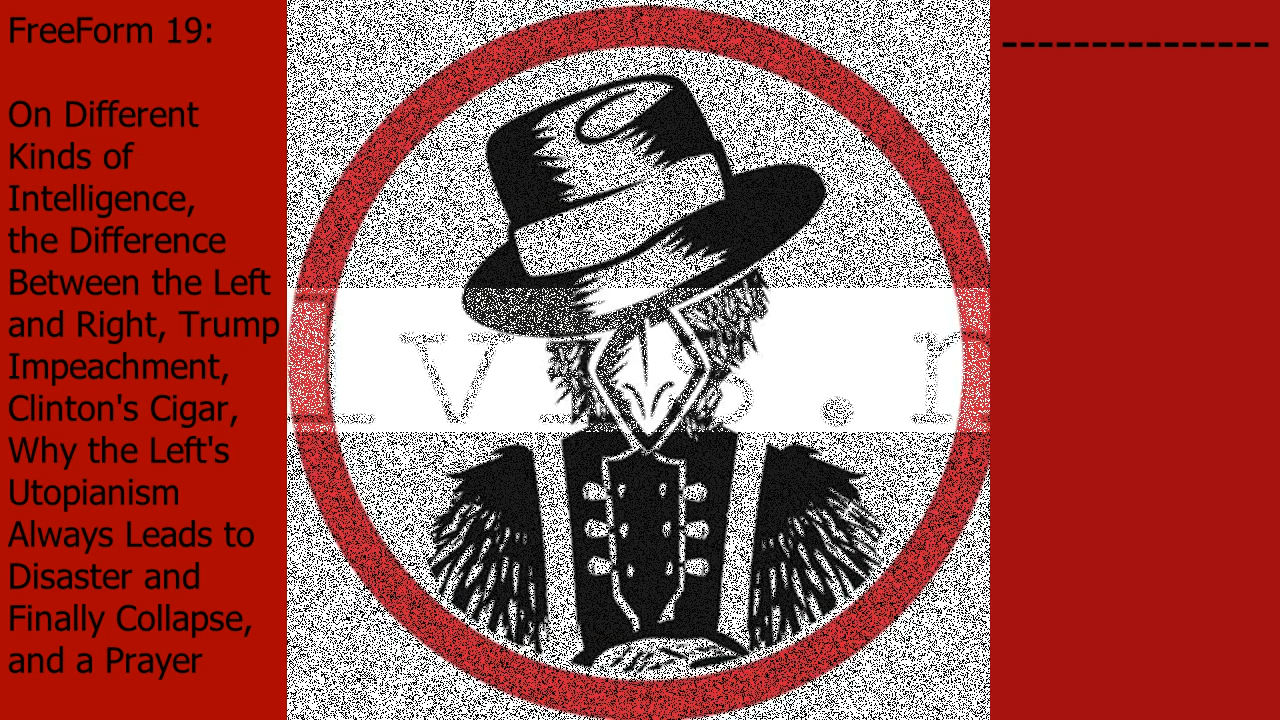 FreeForm 19:
On Different
Kinds of
Intelligence,
the Difference
Between the Left
and Right, Trump
Impeachment,
Clinton's Cigar,
Why the Left's
Utopianism
Always Leads to
Disaster and
Finally Collapse,
and a Prayer
---------------